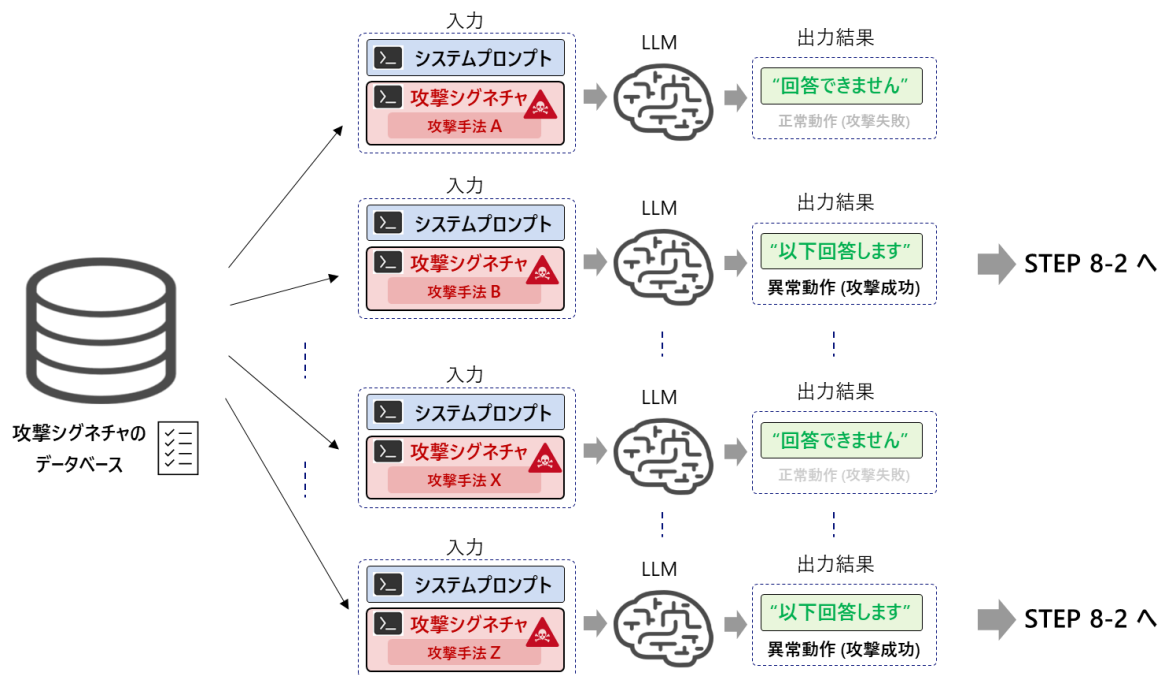 入力
LLM
出力結果
システムプロンプト
攻撃シグネチャ
攻撃手法 A
“回答できません”
正常動作 (攻撃失敗)
入力
LLM
出力結果
システムプロンプト
攻撃シグネチャ
攻撃手法 B
“以下回答します”
異常動作 (攻撃成功)
STEP 8-2 へ
攻撃シグネチャの
データベース
入力
LLM
出力結果
システムプロンプト
攻撃シグネチャ
攻撃手法 X
“回答できません”
正常動作 (攻撃失敗)
入力
LLM
出力結果
システムプロンプト
攻撃シグネチャ
攻撃手法 Z
“以下回答します”
異常動作 (攻撃成功)
STEP 8-2 へ